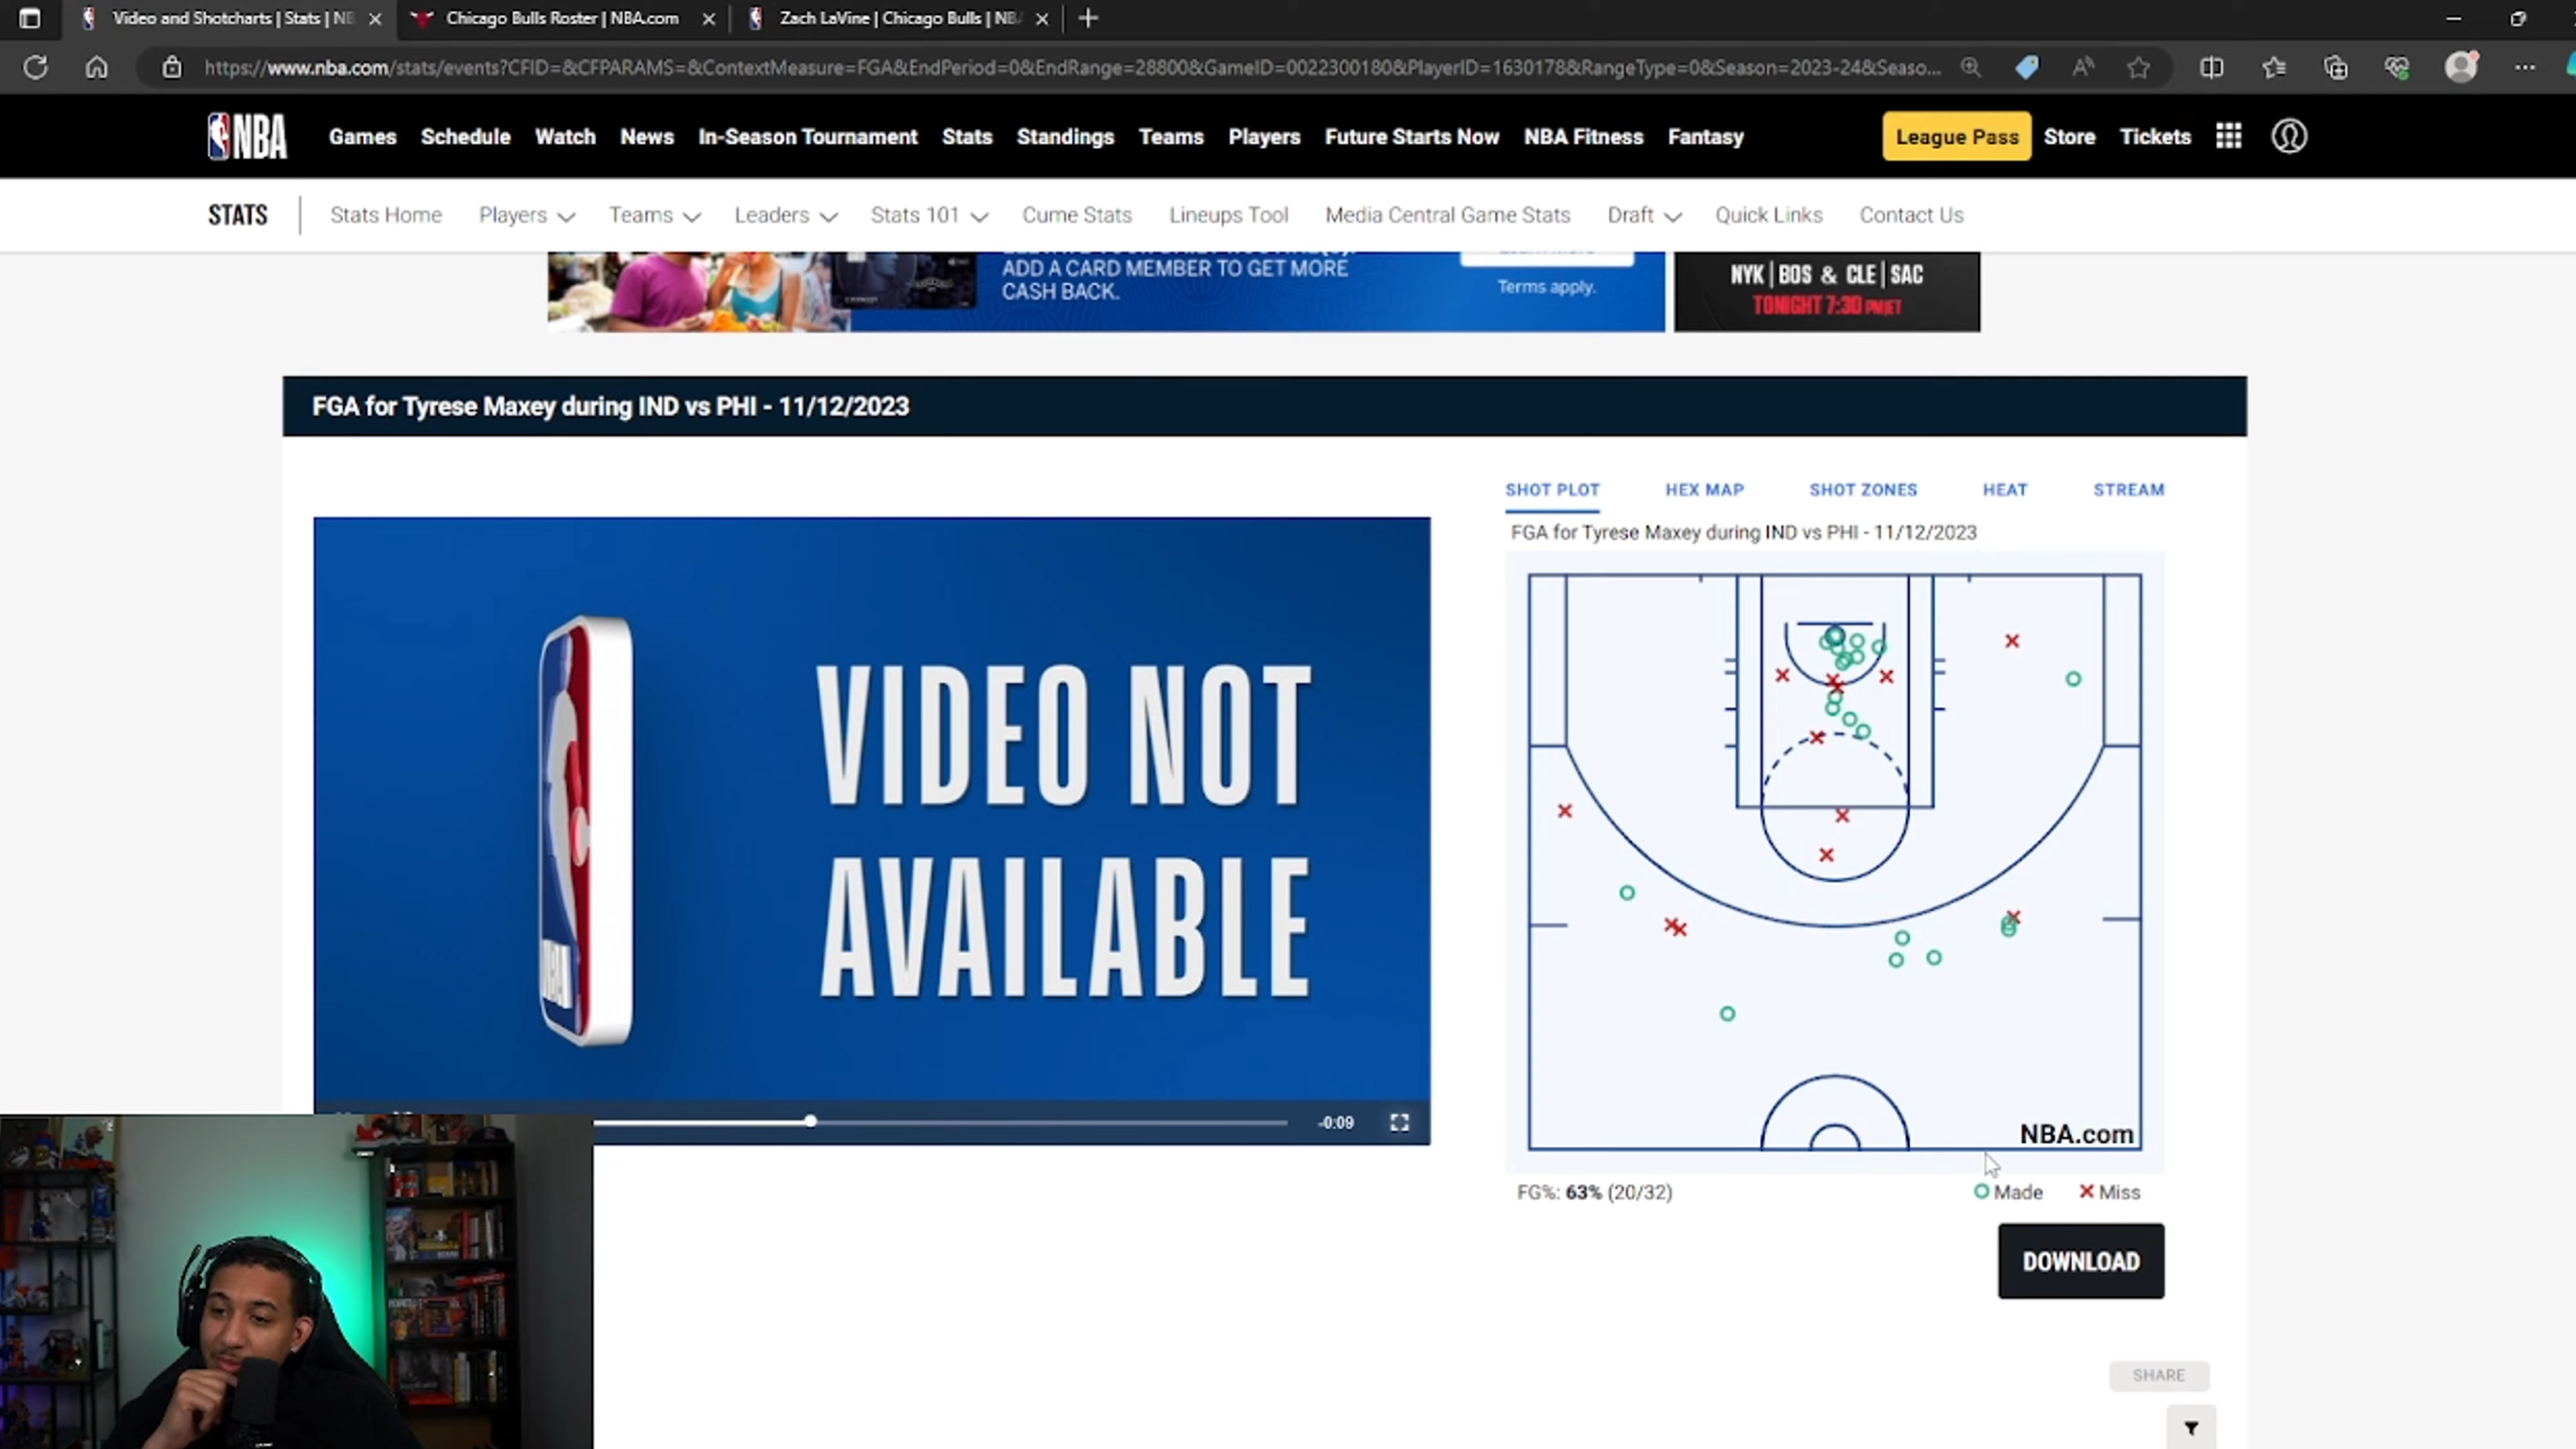 Video and Shotcharts | Stats | NB
Chicago Bulls Roster | NBA.com
Zach LaVine | Chicago Bulls | NBA
https://www.nba.com/stats/events?CFID=&CFPARAMS=&ContextMeasure=FGA&EndPeriod=0&EndRange=28800&GameID=0022300180&PlayerID=1630178&RangeType=0&Season=2023-24&Seaso...
NBA Games Schedule Watch News In-Season Tournament Stats Standings Teams Players Future Starts Now NBA Fitness Fantasy League Pass Store Tickets
STATS Stats Home Players Teams Leaders Stats 101 Cume Stats Lineups Tool Media Central Game Stats Draft Quick Links Contact Us
ADD A CARD MEMBER TO GET MORE
CASH BACK.
Terms apply.
NYK | BOS & CLE | SAC
TONIGHT 7:30 PM ET
FGA for Tyrese Maxey during IND vs PHI - 11/12/2023
VIDEO NOT
AVAILABLE
NBA
-0:09
SHOT PLOT HEX MAP SHOT ZONES HEAT STREAM
FGA for Tyrese Maxey during IND vs PHI - 11/12/2023
NBA.com
FG%: 63% (20/32) Made Miss
DOWNLOAD
SHARE